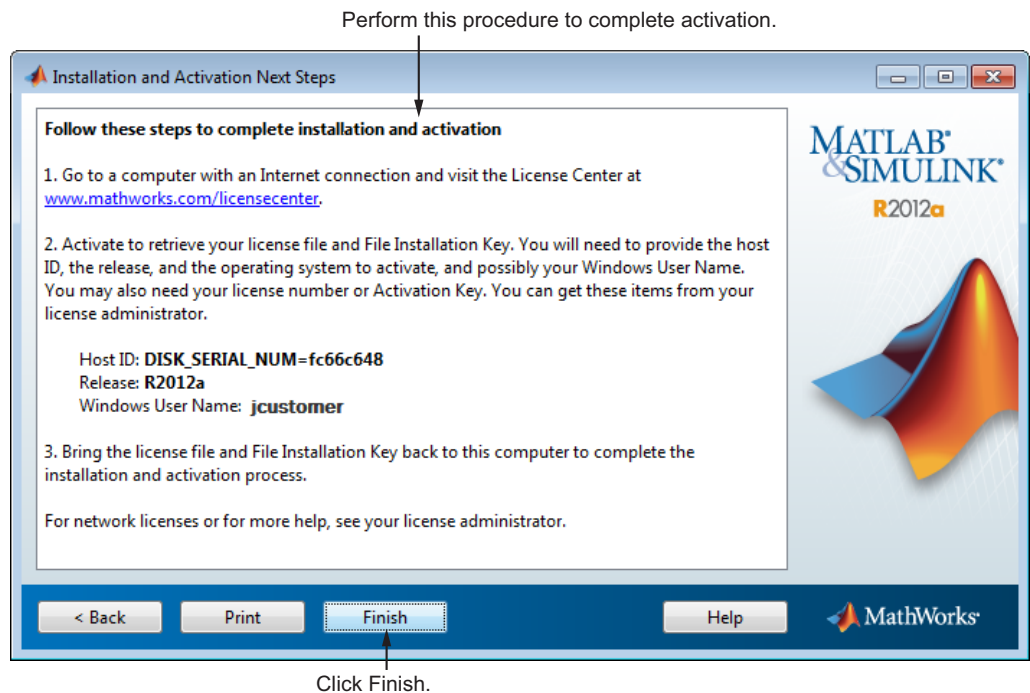 Perform this procedure to complete activation.
Installation and Activation Next Steps
Follow these steps to complete installation and activation
1. Go to a computer with an Internet connection and visit the License Center at
www.mathworks.com/licensecenter.
2. Activate to retrieve your license file and File Installation Key. You will need to provide the host
ID, the release, and the operating system to activate, and possibly your Windows User Name.
You may also need your license number or Activation Key. You can get these items from your
license administrator.
Host ID: DISK_SERIAL_NUM=fc66c648
Release: R2012a
Windows User Name: jcustomer
3. Bring the license file and File Installation Key back to this computer to complete the
installation and activation process.
For network licenses or for more help, see your license administrator.
MATLAB®
&SIMULINK®
R2012a
< Back
Print
Finish
Help
MathWorks®
Click Finish.